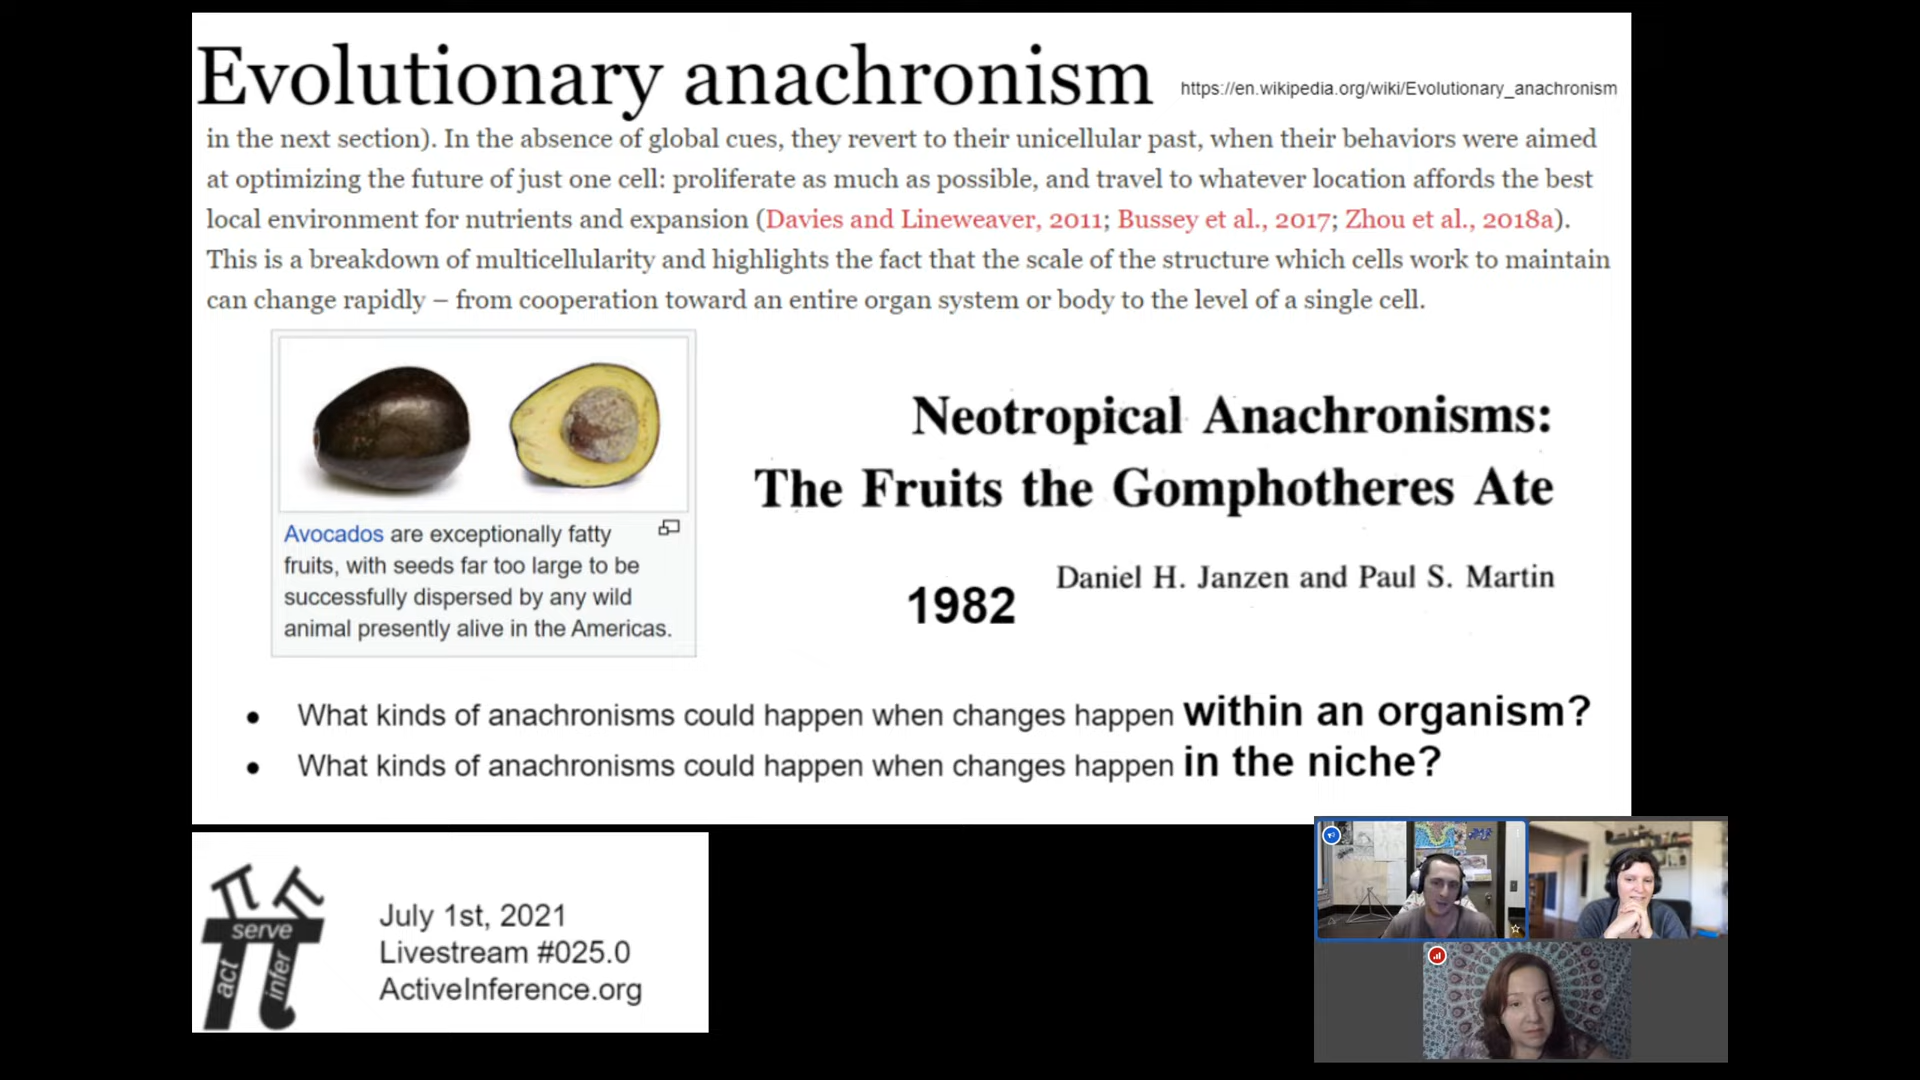 Evolutionary anachronism
https://en.wikipedia.org/wiki/Evolutionary_anachronism
in the next section). In the absence of global cues, they revert to their unicellular past, when their behaviors were aimed
at optimizing the future of just one cell: proliferate as much as possible, and travel to whatever location affords the best
local environment for nutrients and expansion (Davies and Lineweaver, 2011; Bussey et al., 2017; Zhou et al., 2018a).
This is a breakdown of multicellularity and highlights the fact that the scale of the structure which cells work to maintain
can change rapidly – from cooperation toward an entire organ system or body to the level of a single cell.
Avocados are exceptionally fatty
fruits, with seeds far too large to be
successfully dispersed by any wild
animal presently alive in the Americas.
Neotropical Anachronisms:
The Fruits the Gomphotheres Ate
Daniel H. Janzen and Paul S. Martin
1982
• What kinds of anachronisms could happen when changes happen within an organism?
• What kinds of anachronisms could happen when changes happen in the niche?
serve
act
infer
July 1st, 2021
Livestream #025.0
ActiveInference.org